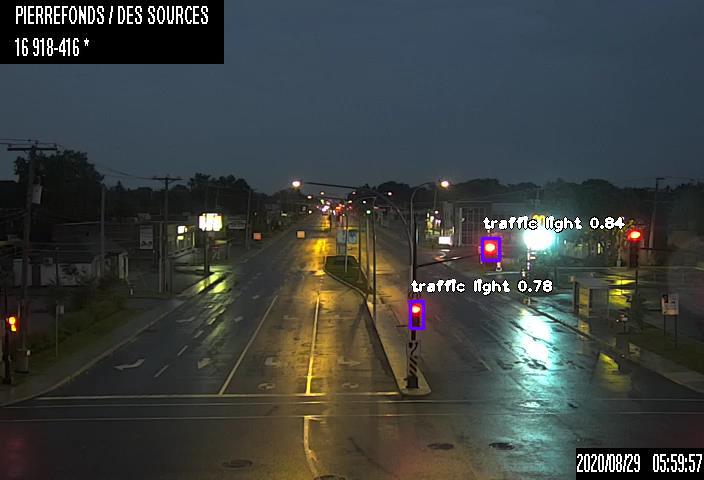 PIERREFONDS / DES SOURCES
16 918-416 *
traffic light 0.84
traffic light 0.78
2020/08/29 05:59:57